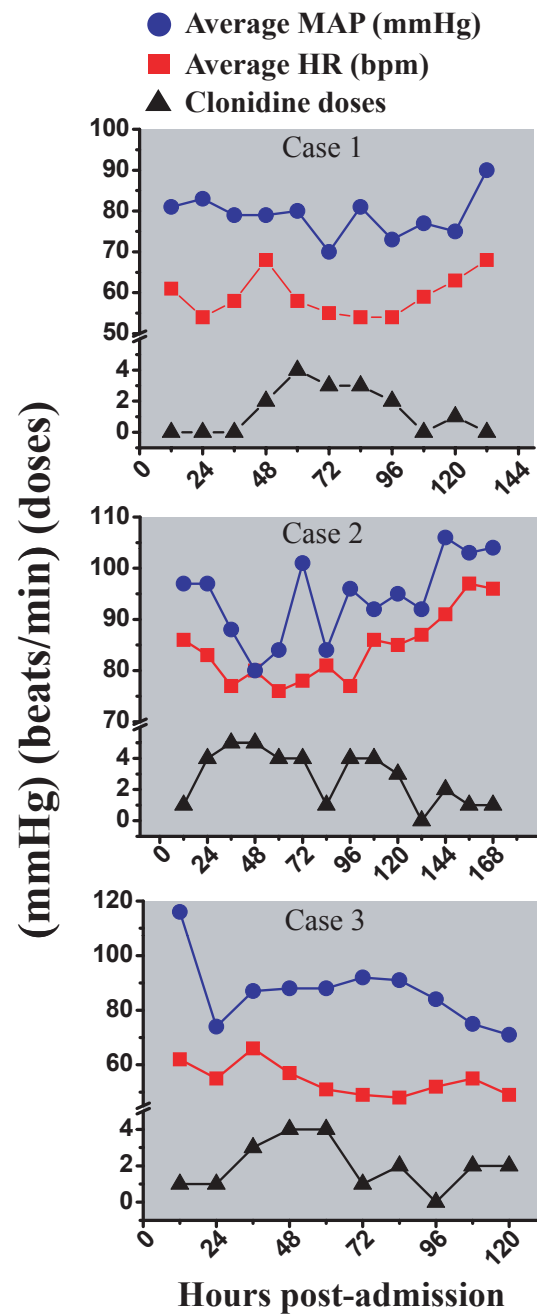 Average MAP (mmHg)
Average HR (bpm)
Clonidine doses
(mmHg) (beats/min) (doses)
Case 1
100
90
80
70
60
50
4
2
0
0 24 48 72 96 120 144
Case 2
110
100
90
80
70
4
2
0
0 24 48 72 96 120 144 168
Case 3
120
100
80
60
4
2
0
0 24 48 72 96 120
Hours post-admission